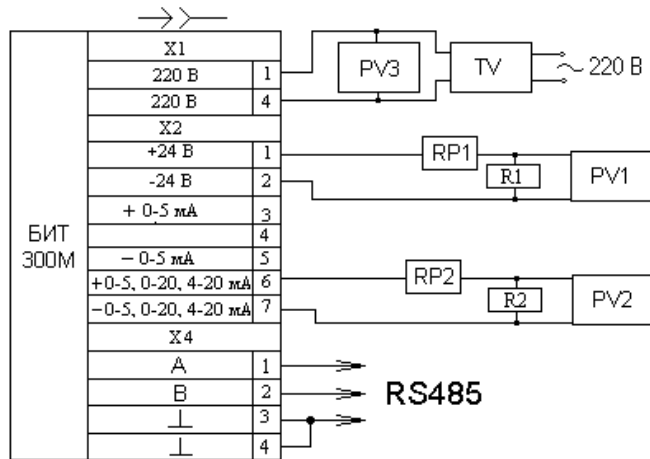 X1
220 В 1
220 В 4
PV3
TV
~ 220 В
X2
+24 В 1
-24 В 2
+ 0-5 мА 3
4
− 0-5 мА 5
+0-5, 0-20, 4-20 мА 6
−0-5, 0-20, 4-20 мА 7
RP1
R1
PV1
БИТ
300М
RP2
R2
PV2
X4
A 1
B 2
⊥ 3
⊥ 4
RS485